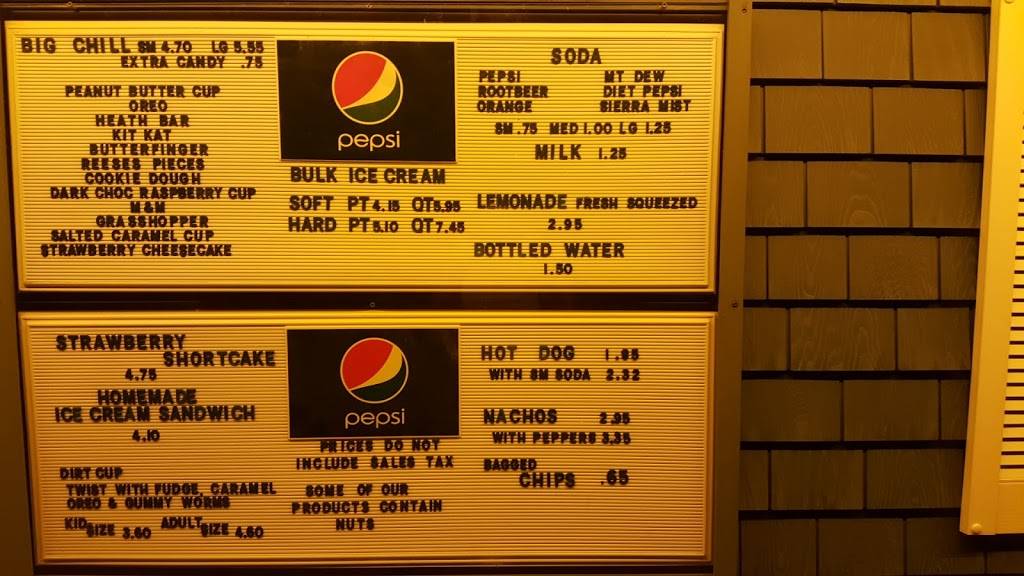 BIG CHILL SM 4.70 LG 5.55
EXTRA CANDY .75
PEANUT BUTTER CUP
OREO
HEATH BAR
KIT KAT
BUTTERFINGER
REESES PIECES
COOKIE DOUGH
DARK CHOC RASPBERRY CUP
M&M
GRASSHOPPER
SALTED CARAMEL CUP
STRAWBERRY CHEESECAKE
pepsi
BULK ICE CREAM
SOFT PT 4.15 QT 5.95
HARD PT 5.10 QT 7.45
SODA
PEPSI MT DEW
ROOTBEER DIET PEPSI
ORANGE SIERRA MIST
SM .75 MED 1.00 LG 1.25
MILK 1.25
LEMONADE FRESH SQUEEZED
2.95
BOTTLED WATER
1.50
STRAWBERRY
SHORTCAKE
4.75
HOMEMADE
ICE CREAM SANDWICH
4.10
DIRT CUP
TWIST WITH FUDGE, CARAMEL
OREO & GUMMY WORMS
KID SIZE 3.60 ADULT SIZE 4.60
pepsi
PRICES DO NOT
INCLUDE SALES TAX
SOME OF OUR
PRODUCTS CONTAIN
NUTS
HOT DOG 1.85
WITH SM SODA 2.32
NACHOS 2.95
WITH PEPPERS 3.35
BAGGED
CHIPS .65